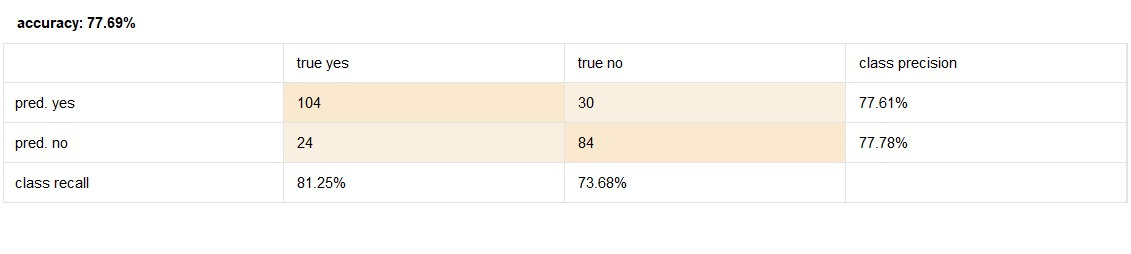 accuracy: 77.69%
true yes true no class precision
pred. yes 104 30 77.61%
pred. no 24 84 77.78%
class recall 81.25% 73.68%